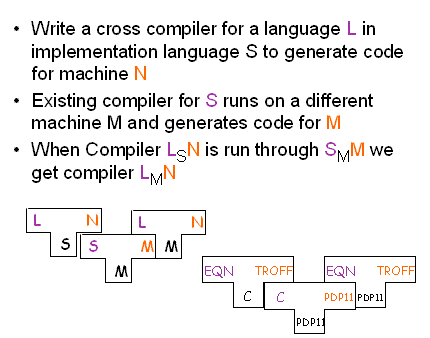 • Write a cross compiler for a language L in
implementation language S to generate code
for machine N
• Existing compiler for S runs on a different
machine M and generates code for M
• When Compiler LSN is run through SMM we
get compiler LMN
L N L N
S S M M
M
EQN TROFF EQN TROFF
C C PDP11 PDP11
PDP11